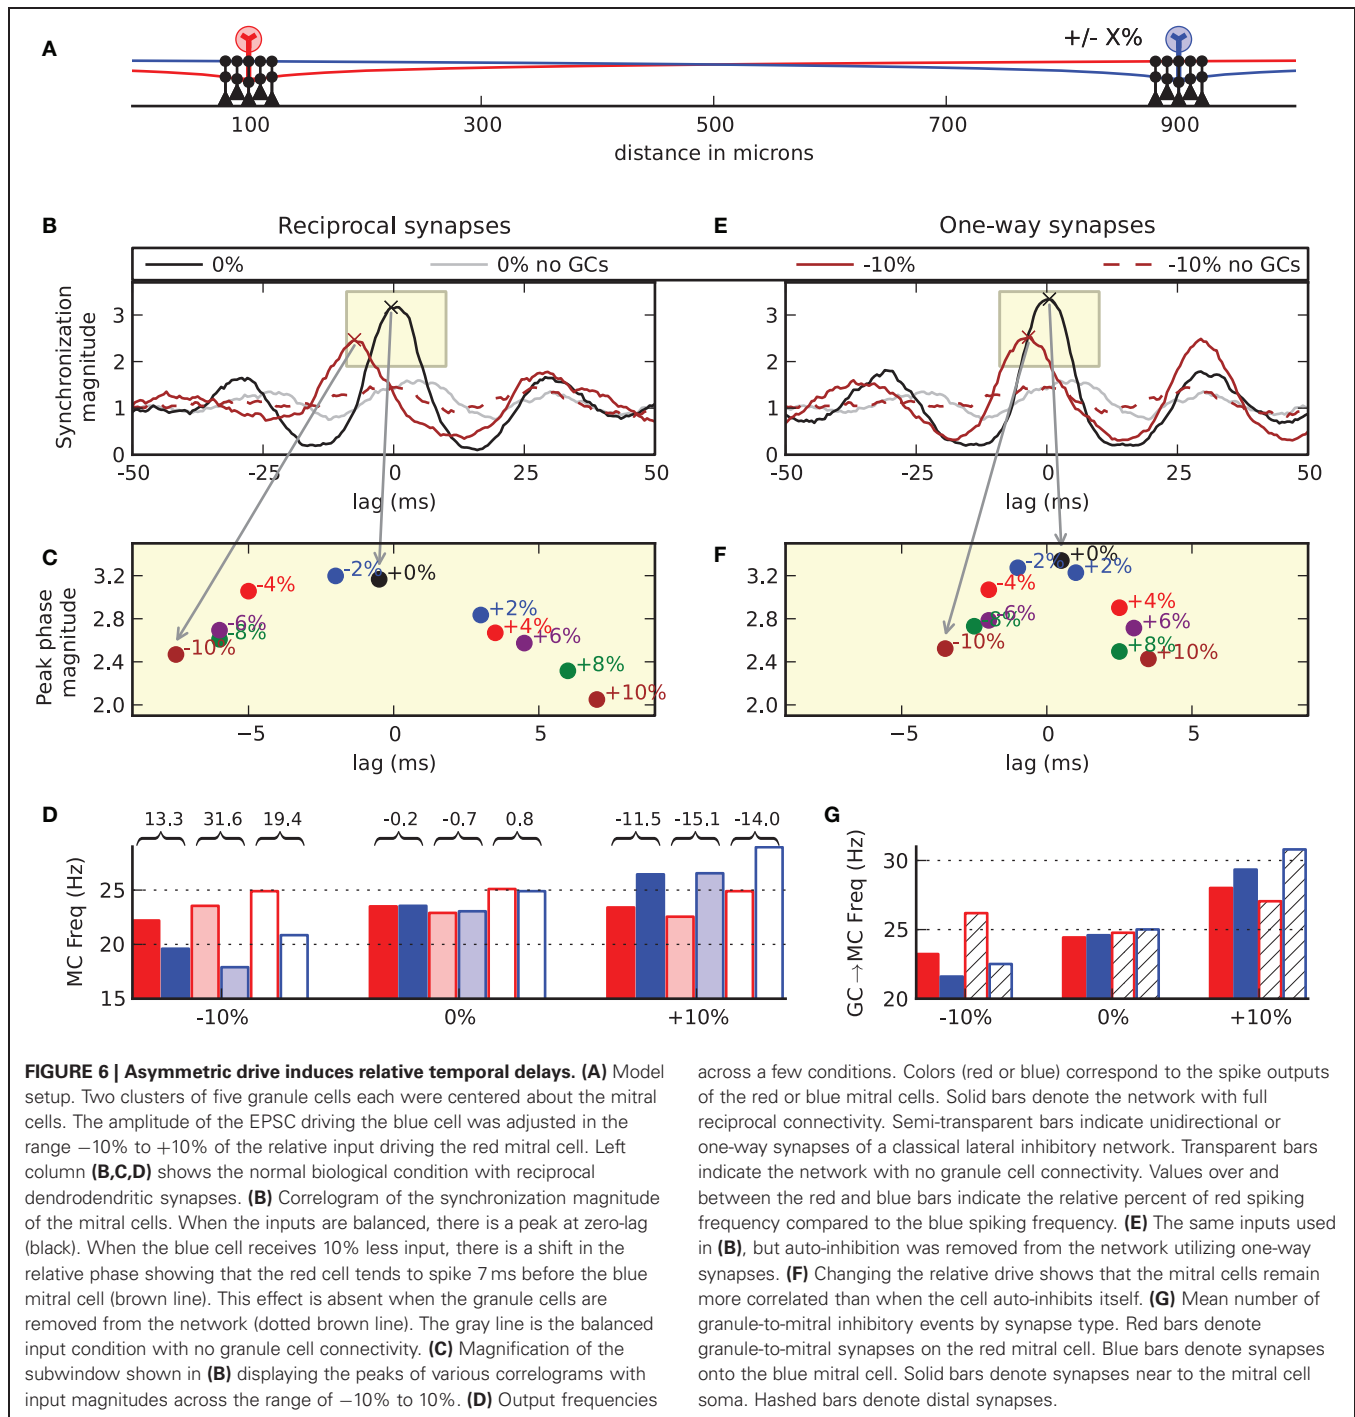 A
+/- X%
100
300
500
700
900
distance in microns
B
Reciprocal synapses
E
One-way synapses
0%
0% no GCs
-10%
-10% no GCs
Synchronization
magnitude
3
2
1
0
-50
-25
0
25
50
lag (ms)
3
2
1
0
-50
-25
0
25
50
lag (ms)
C
Peak phase
magnitude
3.2
2.8
2.4
2.0
-10%
-8%
-6%
-4%
-2%
+0%
+2%
+4%
+6%
+8%
+10%
−5
0
5
lag (ms)
F
3.2
2.8
2.4
2.0
-10%
-8%
-6%
-4%
-2%
+0%
+2%
+4%
+6%
+8%
+10%
−5
0
5
lag (ms)
D
13.3
31.6
19.4
-0.2
-0.7
0.8
-11.5
-15.1
-14.0
MC Freq (Hz)
25
20
15
-10%
0%
+10%
G
GC→MC Freq (Hz)
30
25
20
-10%
0%
+10%
FIGURE 6 | Asymmetric drive induces relative temporal delays. (A) Model
setup. Two clusters of five granule cells each were centered about the mitral
cells. The amplitude of the EPSC driving the blue cell was adjusted in the
range −10% to +10% of the relative input driving the red mitral cell. Left
column (B,C,D) shows the normal biological condition with reciprocal
dendrodendritic synapses. (B) Correlogram of the synchronization magnitude
of the mitral cells. When the inputs are balanced, there is a peak at zero-lag
(black). When the blue cell receives 10% less input, there is a shift in the
relative phase showing that the red cell tends to spike 7 ms before the blue
mitral cell (brown line). This effect is absent when the granule cells are
removed from the network (dotted brown line). The gray line is the balanced
input condition with no granule cell connectivity. (C) Magnification of the
subwindow shown in (B) displaying the peaks of various correlograms with
input magnitudes across the range of −10% to 10%. (D) Output frequencies
across a few conditions. Colors (red or blue) correspond to the spike outputs
of the red or blue mitral cells. Solid bars denote the network with full
reciprocal connectivity. Semi-transparent bars indicate unidirectional or
one-way synapses of a classical lateral inhibitory network. Transparent bars
indicate the network with no granule cell connectivity. Values over and
between the red and blue bars indicate the relative percent of red spiking
frequency compared to the blue spiking frequency. (E) The same inputs used
in (B), but auto-inhibition was removed from the network utilizing one-way
synapses. (F) Changing the relative drive shows that the mitral cells remain
more correlated than when the cell auto-inhibits itself. (G) Mean number of
granule-to-mitral inhibitory events by synapse type. Red bars denote
granule-to-mitral synapses on the red mitral cell. Blue bars denote synapses
onto the blue mitral cell. Solid bars denote synapses near to the mitral cell
soma. Hashed bars denote distal synapses.